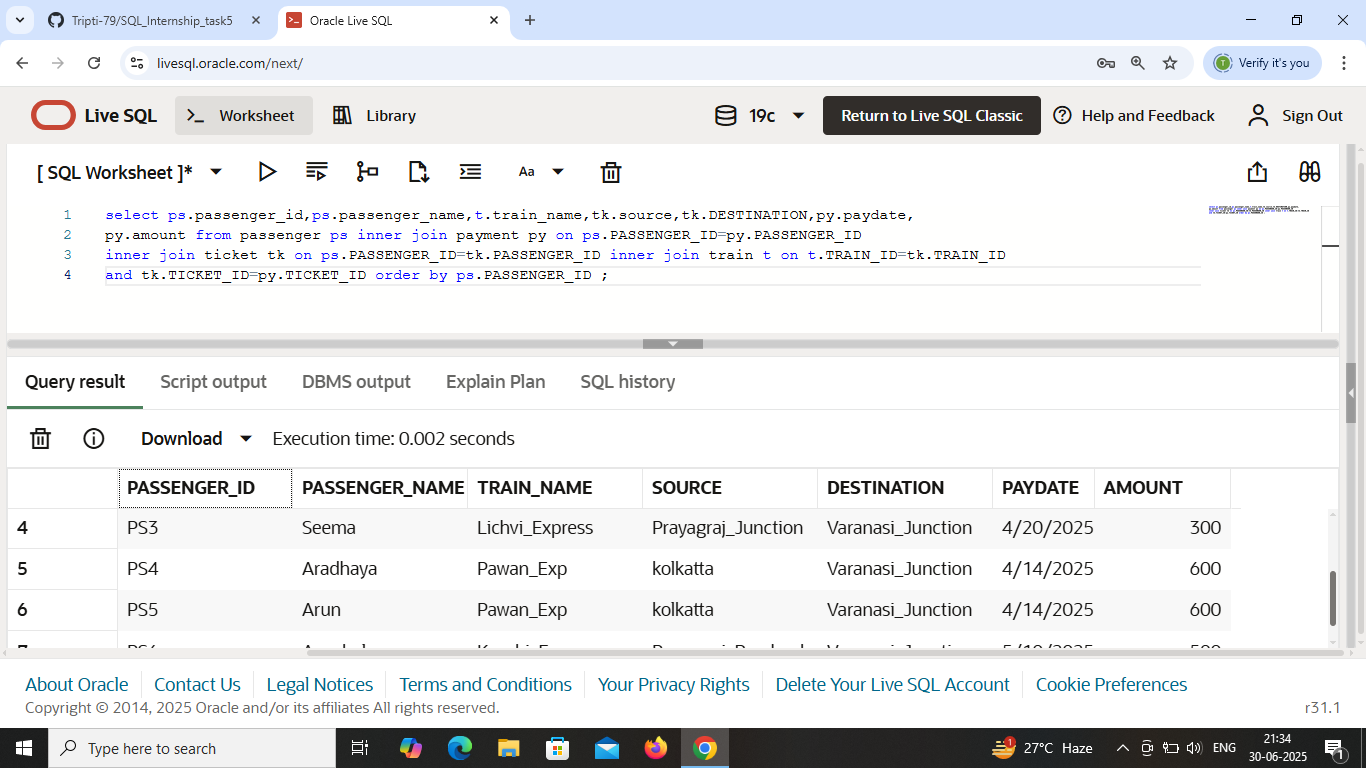 Tripti-79/SQL_Internship_task5
Oracle Live SQL
livesql.oracle.com/next/
T
Verify it's you
Live SQL
Worksheet
Library
19c
Return to Live SQL Classic
Help and Feedback
Sign Out
[ SQL Worksheet ]*
Aa
1 select ps.passenger_id,ps.passenger_name,t.train_name,tk.source,tk.DESTINATION,py.paydate,
2 py.amount from passenger ps inner join payment py on ps.PASSENGER_ID=py.PASSENGER_ID
3 inner join ticket tk on ps.PASSENGER_ID=tk.PASSENGER_ID inner join train t on t.TRAIN_ID=tk.TRAIN_ID
4 and tk.TICKET_ID=py.TICKET_ID order by ps.PASSENGER_ID ;
Query result Script output DBMS output Explain Plan SQL history
Download Execution time: 0.002 seconds
PASSENGER_ID PASSENGER_NAME TRAIN_NAME SOURCE DESTINATION PAYDATE AMOUNT
4 PS3 Seema Lichvi_Express Prayagraj_Junction Varanasi_Junction 4/20/2025 300
5 PS4 Aradhaya Pawan_Exp kolkatta Varanasi_Junction 4/14/2025 600
6 PS5 Arun Pawan_Exp kolkatta Varanasi_Junction 4/14/2025 600
About Oracle Contact Us Legal Notices Terms and Conditions Your Privacy Rights Delete Your Live SQL Account Cookie Preferences
Copyright © 2014, 2025 Oracle and/or its affiliates All rights reserved.
r31.1
Type here to search
1
27°C Haze
ENG
21:34
30-06-2025
1